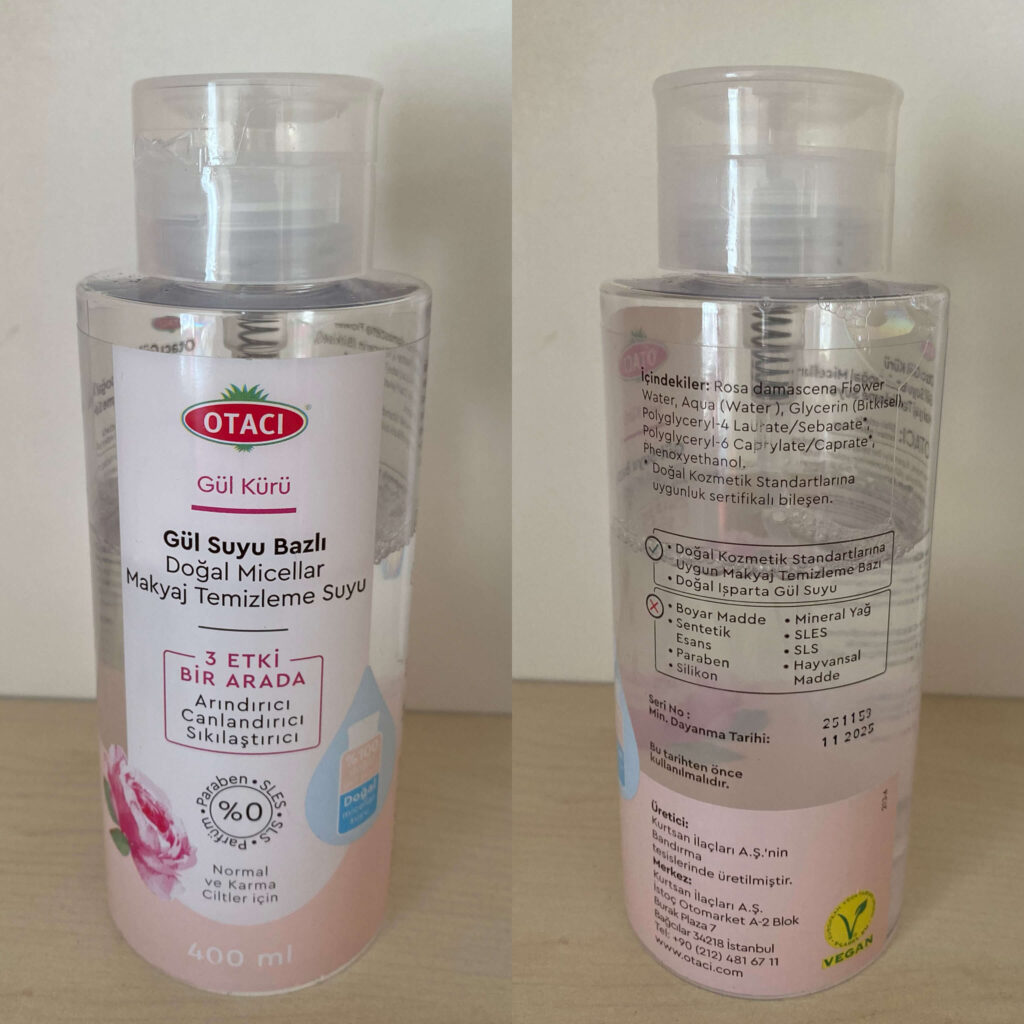 OTACI
Gül Kürü
Gül Suyu Bazlı
Doğal Micellar
Makyaj Temizleme Suyu
3 ETKİ
BİR ARADA
Arındırıcı
Canlandırıcı
Sıkılaştırıcı
%100
Doğal
micellar
Paraben • SLES • SLS • Parfüm •
%0
Normal
ve Karma
Ciltler için
400 ml
İçindekiler: Rosa damascena Flower
Water, Aqua (Water ), Glycerin (Bitkisel),
Polyglyceryl-4 Laurate/Sebacate*,
Polyglyceryl-6 Caprylate/Caprate*,
Phenoxyethanol.
* Doğal Kozmetik Standartlarına
uygunluk sertifikalı bileşen.
• Doğal Kozmetik Standartlarına
Uygun Makyaj Temizleme Bazı
• Doğal Isparta Gül Suyu
• Boyar Madde
• Sentetik
Esans
• Paraben
• Silikon
• Mineral Yağ
• SLES
• SLS
• Hayvansal
Madde
Seri No : 251153
Min. Dayanma Tarihi: 11 2025
Bu tarihten önce
kullanılmalıdır.
Üretici:
Kurtsan İlaçları A.Ş.'nin
Bandırma
tesislerinde üretilmiştir.
Merkez:
Kurtsan İlaçları A.Ş.
İstoç Otomarket A-2 Blok
Burak Plaza 7
Bağcılar 34218 İstanbul
Tel: +90 (212) 481 67 11
www.otaci.com
VEGAN